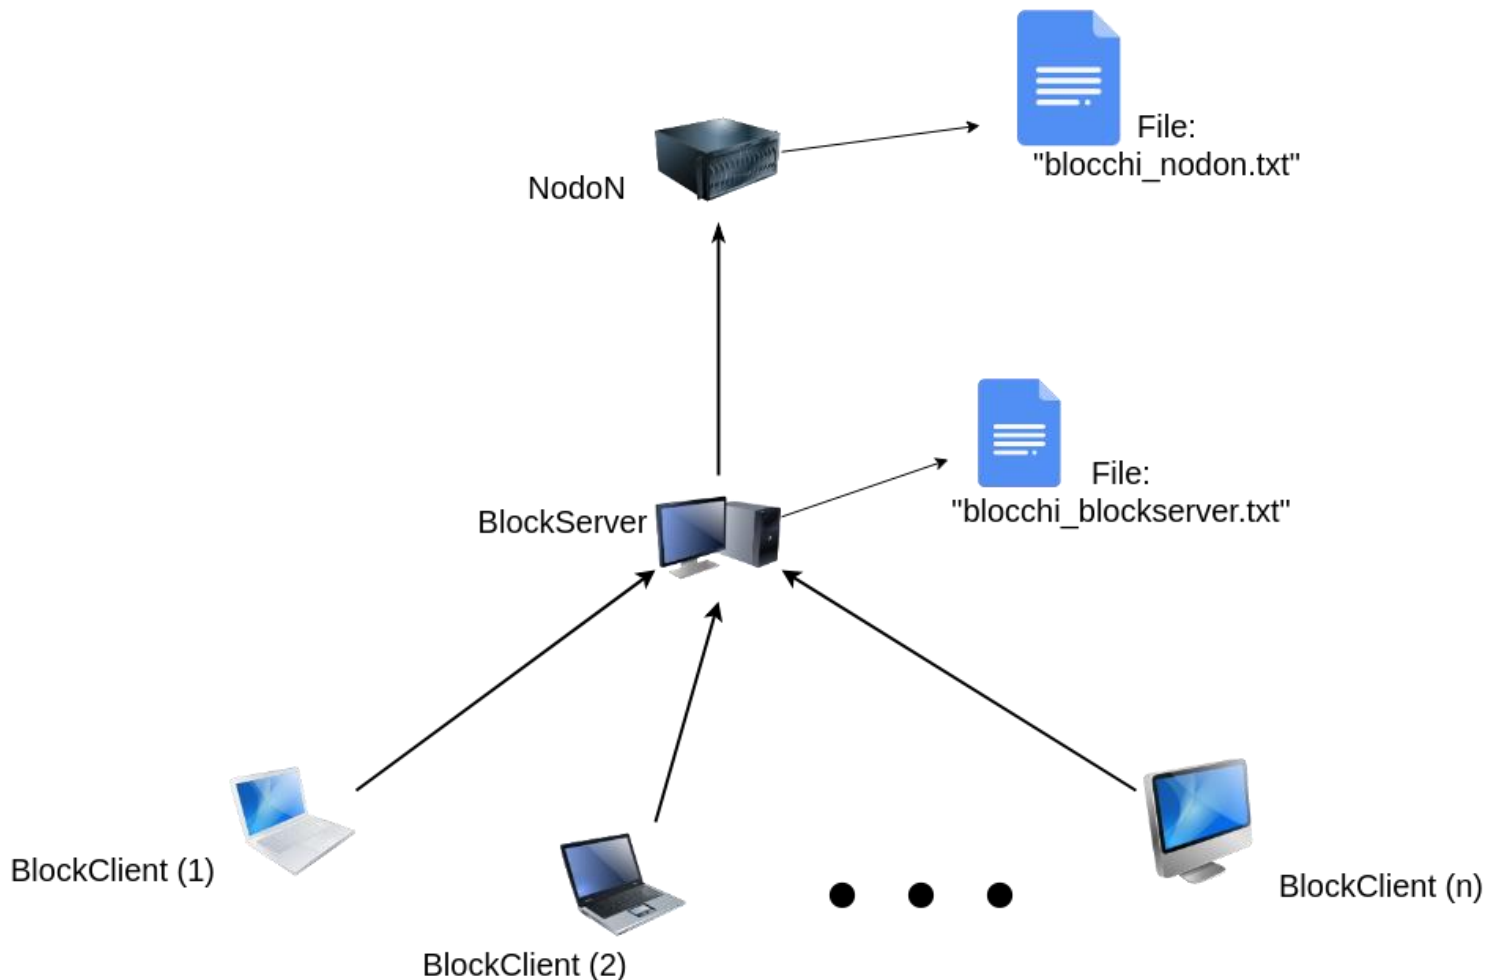 File:
"blocchi_nodon.txt"
NodoN
File:
"blocchi_blockserver.txt"
BlockServer
BlockClient (1)
BlockClient (n)
BlockClient (2)